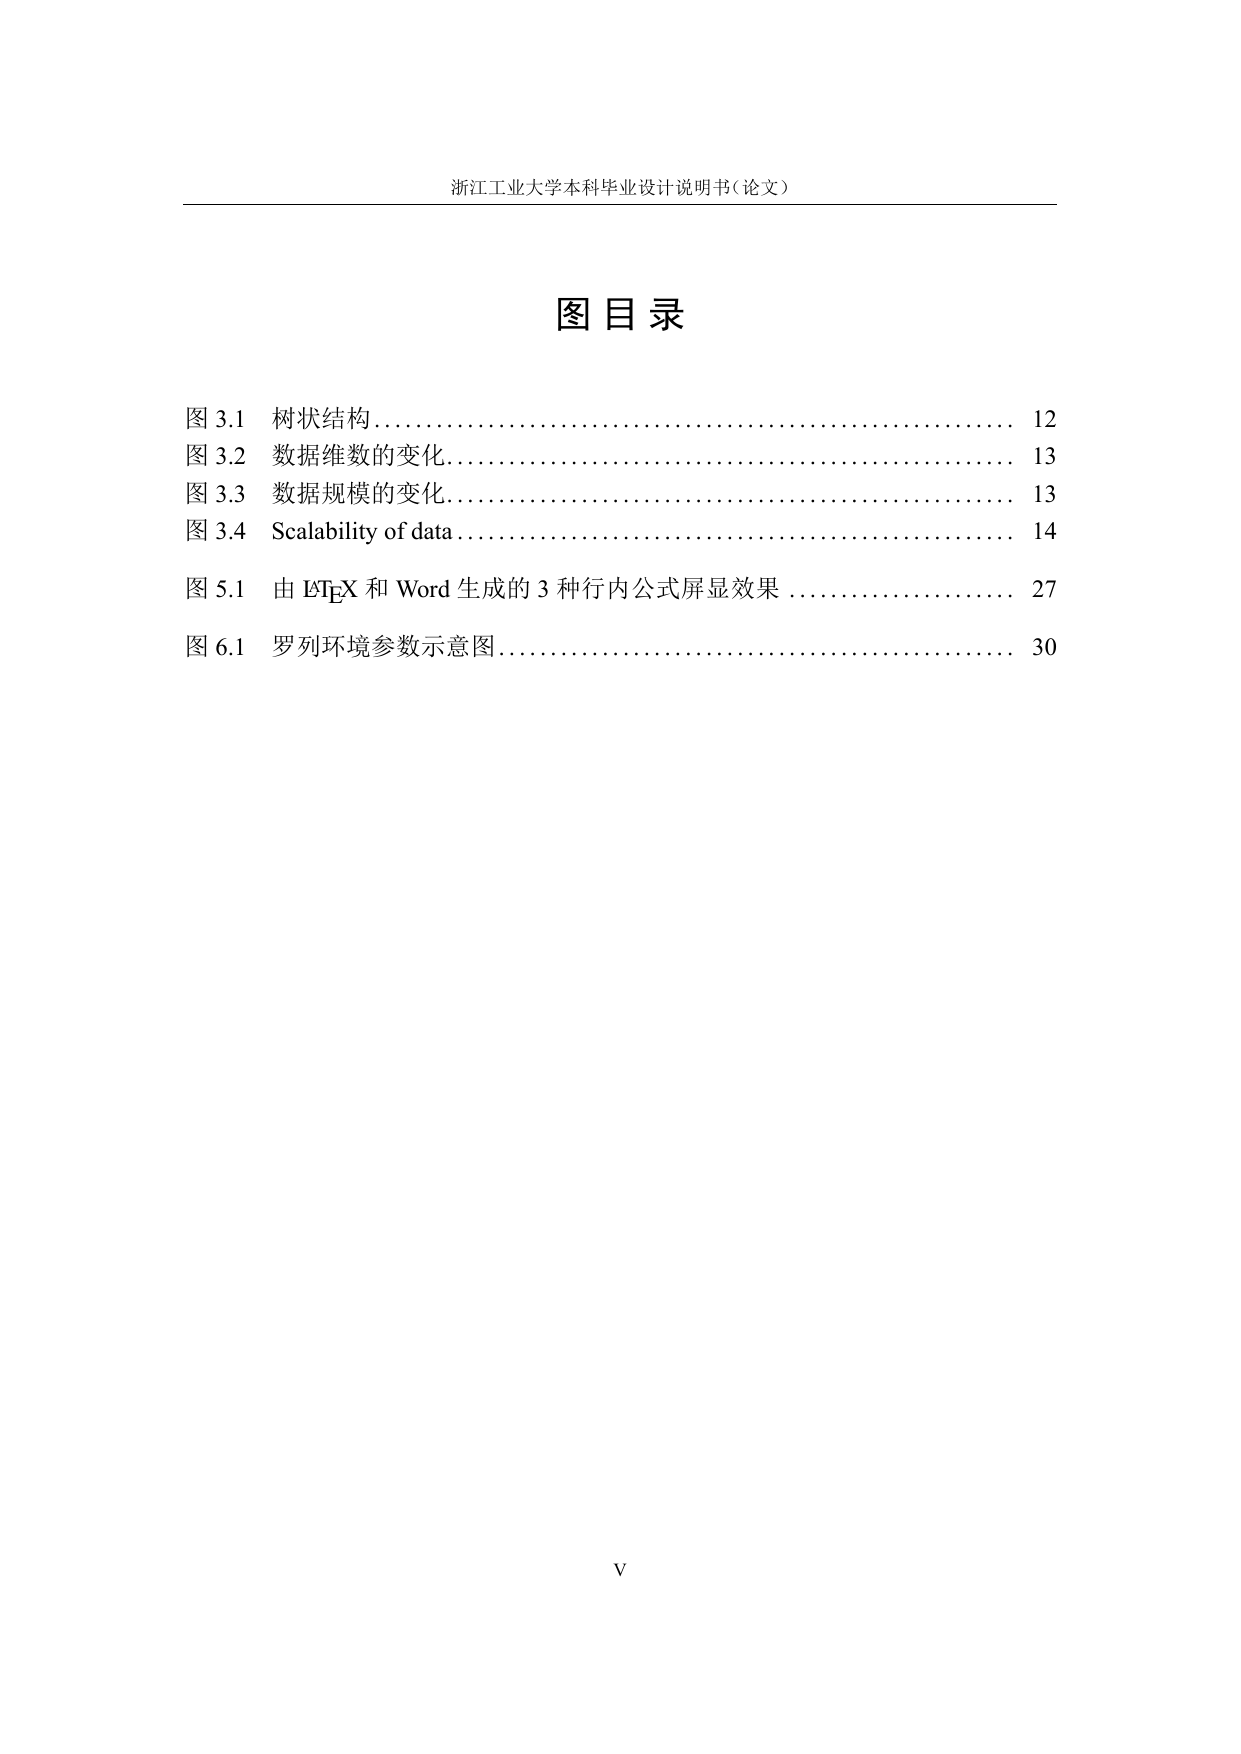 浙江工业大学本科毕业设计说明书（论文）
图 目 录
图 3.1 树状结构 ............................................................. 12
图 3.2 数据维数的变化 ...................................................... 13
图 3.3 数据规模的变化 ...................................................... 13
图 3.4 Scalability of data ..................................................... 14
图 5.1 由 LATEX 和 Word 生成的 3 种行内公式屏显效果 ...................... 27
图 6.1 罗列环境参数示意图 .................................................. 30
V